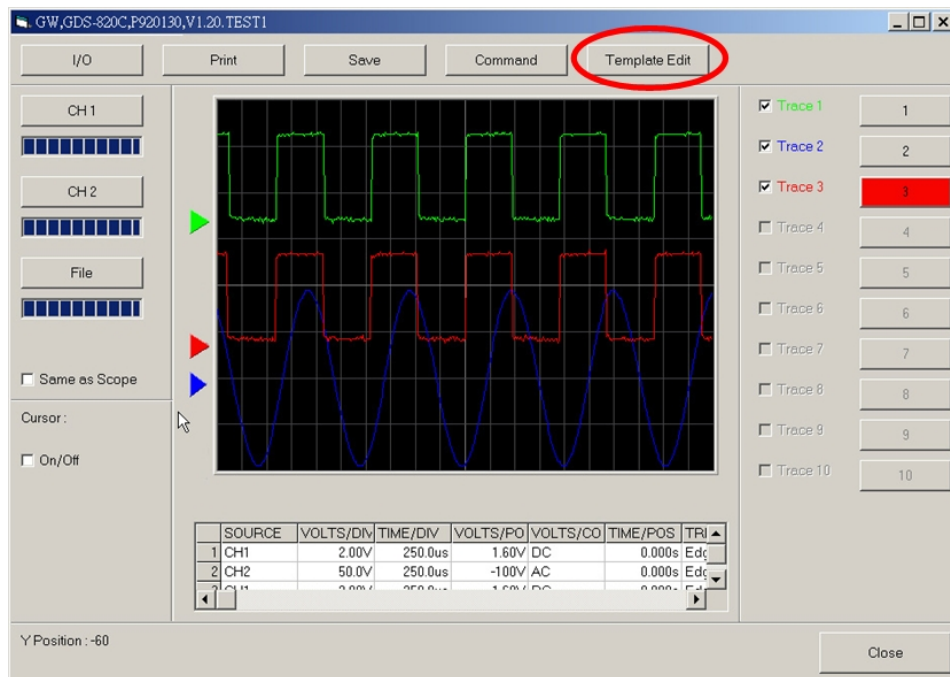 GW,GDS-820C,P920130,V1.20.TEST1
I/O
Print
Save
Command
Template Edit
CH 1
CH 2
File
Same as Scope
Cursor :
On/Off
Trace 1
1
Trace 2
2
Trace 3
3
Trace 4
4
Trace 5
5
Trace 6
6
Trace 7
7
Trace 8
8
Trace 9
9
Trace 10
10
SOURCE VOLTS/DIV TIME/DIV VOLTS/PO VOLTS/CO TIME/POS TRI
1 CH1 2.00V 250.0us 1.60V DC 0.000s Edg
2 CH2 50.0V 250.0us -100V AC 0.000s Edg
Y Position : -60
Close